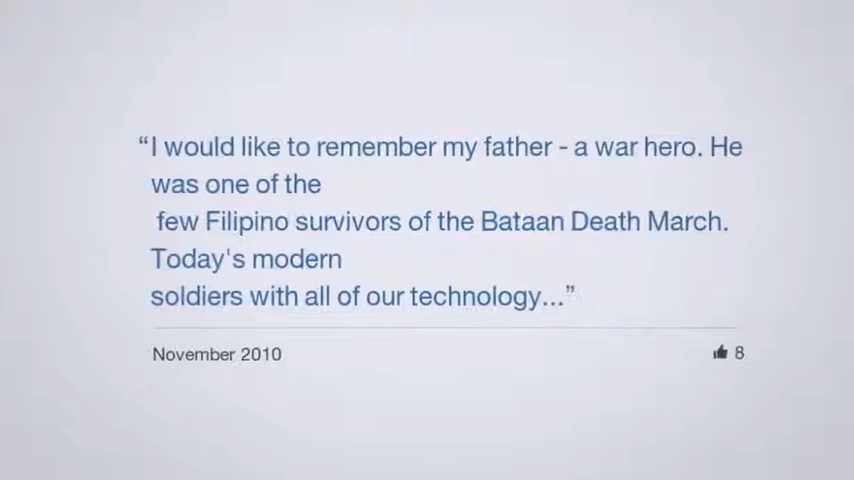 “I would like to remember my father - a war hero. He
was one of the
few Filipino survivors of the Bataan Death March.
Today's modern
soldiers with all of our technology...”
November 2010
8